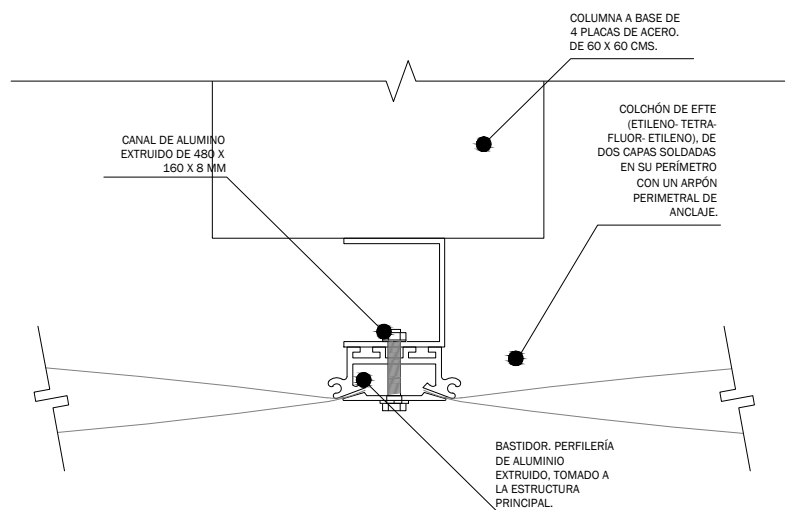 COLUMNA A BASE DE
4 PLACAS DE ACERO.
DE 60 X 60 CMS.
COLCHÓN DE EFTE
(ETILENO- TETRA-
FLUOR- ETILENO), DE
DOS CAPAS SOLDADAS
EN SU PERÍMETRO
CON UN ARPÓN
PERIMETRAL DE
ANCLAJE.
CANAL DE ALUMINO
EXTRUIDO DE 480 X
160 X 8 MM
BASTIDOR. PERFILERÍA
DE ALUMINIO
EXTRUIDO, TOMADO A
LA ESTRUCTURA
PRINCIPAL.